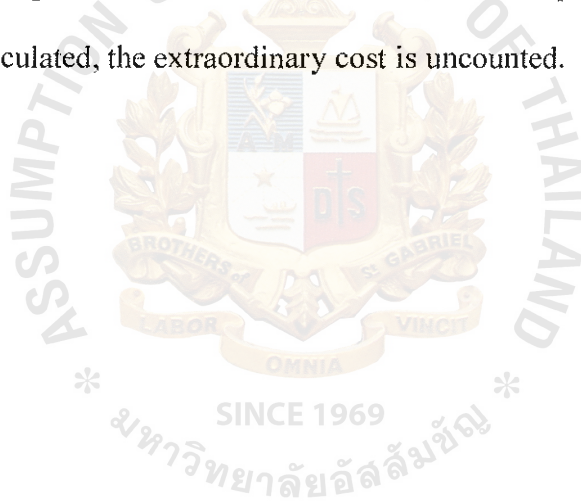 culated, the extraordinary cost is uncounted.
ASSUMPTION
OF THAILAND
A M
D S
BROTHERS of
St GABRIEL
LABOR
VINCIT
OMNIA
SINCE 1969
มหาวิทยาลัยอัสสัมชัญ